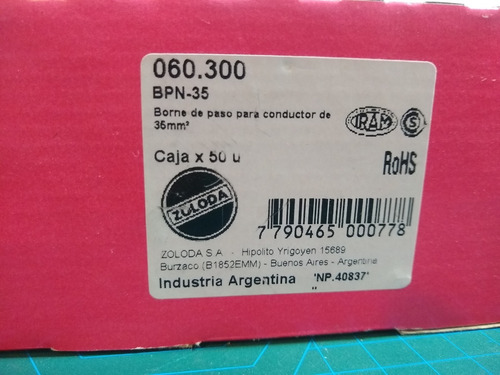 060.300
BPN-35
Borne de paso para conductor de
35mm²
IRAM S
Caja x 50 u
RoHS
ZOLODA
7 790465 000778
ZOLODA S.A. - Hipolito Yrigoyen 15689
Burzaco (B1852EMM) - Buenos Aires - Argentina
Industria Argentina 'NP.40837'
"